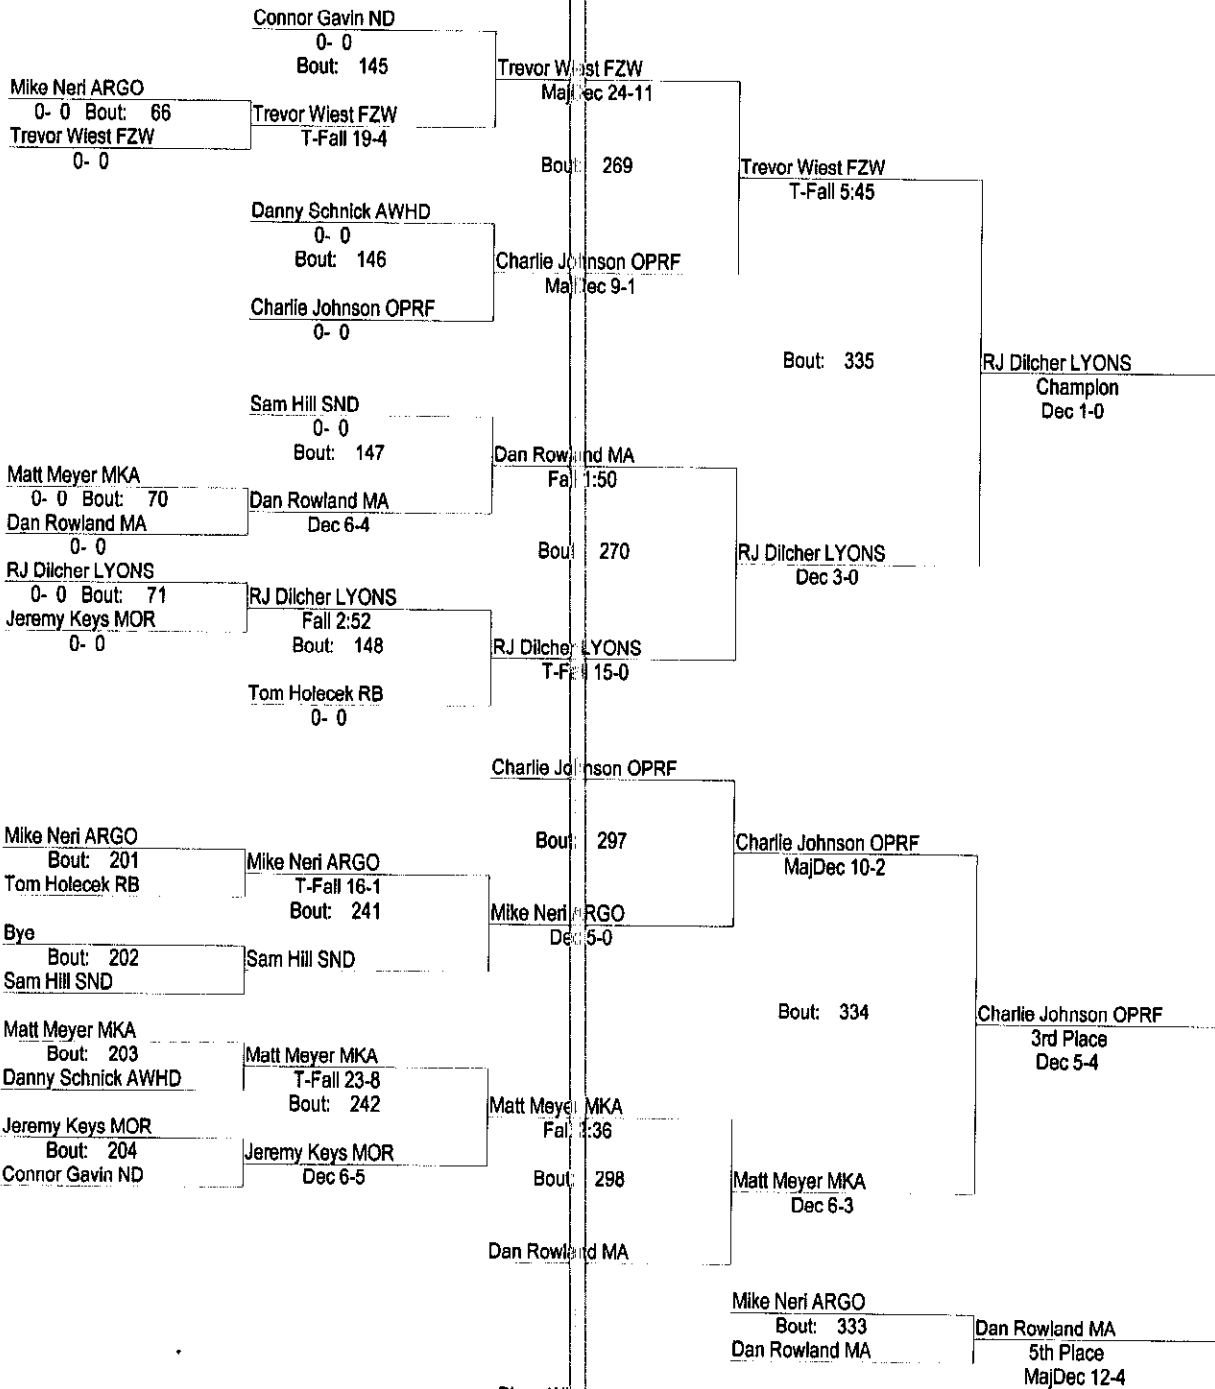 Connor Gavin ND
0- 0
Bout: 145
Mike Neri ARGO
0- 0 Bout: 66
Trevor Wiest FZW
0- 0
Trevor Wiest FZW
T-Fall 19-4
Trevor Wiest FZW
MajDec 24-11
Bout: 269
Danny Schnick AWHD
0- 0
Bout: 146
Charlie Johnson OPRF
0- 0
Charlie Johnson OPRF
MajDec 9-1
Trevor Wiest FZW
T-Fall 5:45
Bout: 335
RJ Dilcher LYONS
Champion
Dec 1-0
Sam Hill SND
0- 0
Bout: 147
Matt Meyer MKA
0- 0 Bout: 70
Dan Rowland MA
0- 0
Dan Rowland MA
Dec 6-4
Dan Rowland MA
Fall 1:50
Bout 270
RJ Dilcher LYONS
Dec 3-0
RJ Dilcher LYONS
0- 0 Bout: 71
Jeremy Keys MOR
0- 0
RJ Dilcher LYONS
Fall 2:52
Bout: 148
Tom Holecek RB
0- 0
RJ Dilcher LYONS
T-Fall 15-0
Charlie Johnson OPRF
Bout: 297
Charlie Johnson OPRF
MajDec 10-2
Mike Neri ARGO
Bout: 201
Tom Holecek RB
Mike Neri ARGO
T-Fall 16-1
Bout: 241
Mike Neri ARGO
Dec 5-0
Bye
Bout: 202
Sam Hill SND
Sam Hill SND
Bout: 334
Charlie Johnson OPRF
3rd Place
Dec 5-4
Matt Meyer MKA
Bout: 203
Danny Schnick AWHD
Matt Meyer MKA
T-Fall 23-8
Bout: 242
Matt Meyer MKA
Jeremy Keys MOR
Bout: 204
Connor Gavin ND
Jeremy Keys MOR
Dec 6-5
Bout: 298
Matt Meyer MKA
Dec 6-3
Dan Rowland MA
Mike Neri ARGO
Bout: 333
Dan Rowland MA
Dan Rowland MA
5th Place
MajDec 12-4